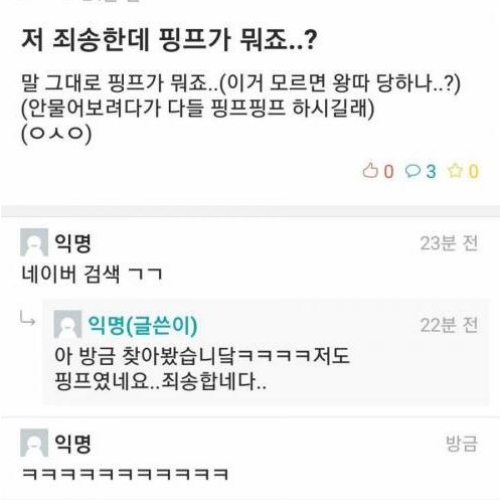 저 죄송한데 핑프가 뭐죠..?
말 그대로 핑프가 뭐죠..(이거 모르면 왕따 당하나..?)
(안물어보려다가 다들 핑프핑프 하시길래)
(ㅇㅅㅇ)
0 3 0
익명 23분 전
네이버 검색 ㄱㄱ
익명(글쓴이) 22분 전
아 방금 찾아봤습니닼ㅋㅋㅋㅋ저도
핑프였네요..죄송합네다..
익명 방금
ㅋㅋㅋㅋㅋㅋㅋㅋㅋㅋㅋ